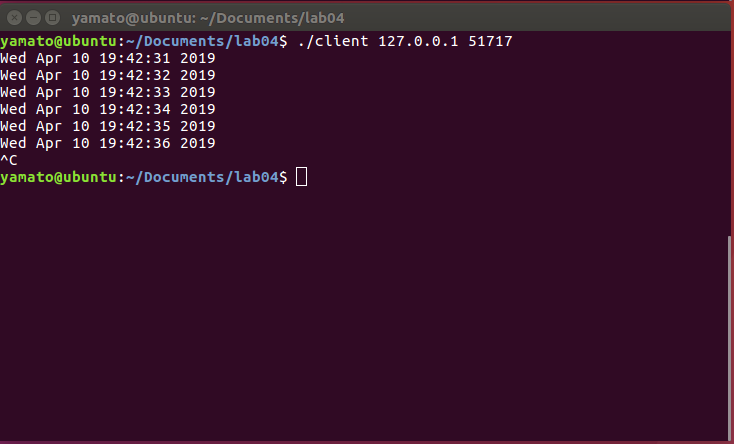 yamato@ubuntu: ~/Documents/lab04
yamato@ubuntu:~/Documents/lab04$ ./client 127.0.0.1 51717
Wed Apr 10 19:42:31 2019
Wed Apr 10 19:42:32 2019
Wed Apr 10 19:42:33 2019
Wed Apr 10 19:42:34 2019
Wed Apr 10 19:42:35 2019
Wed Apr 10 19:42:36 2019
^C
yamato@ubuntu:~/Documents/lab04$